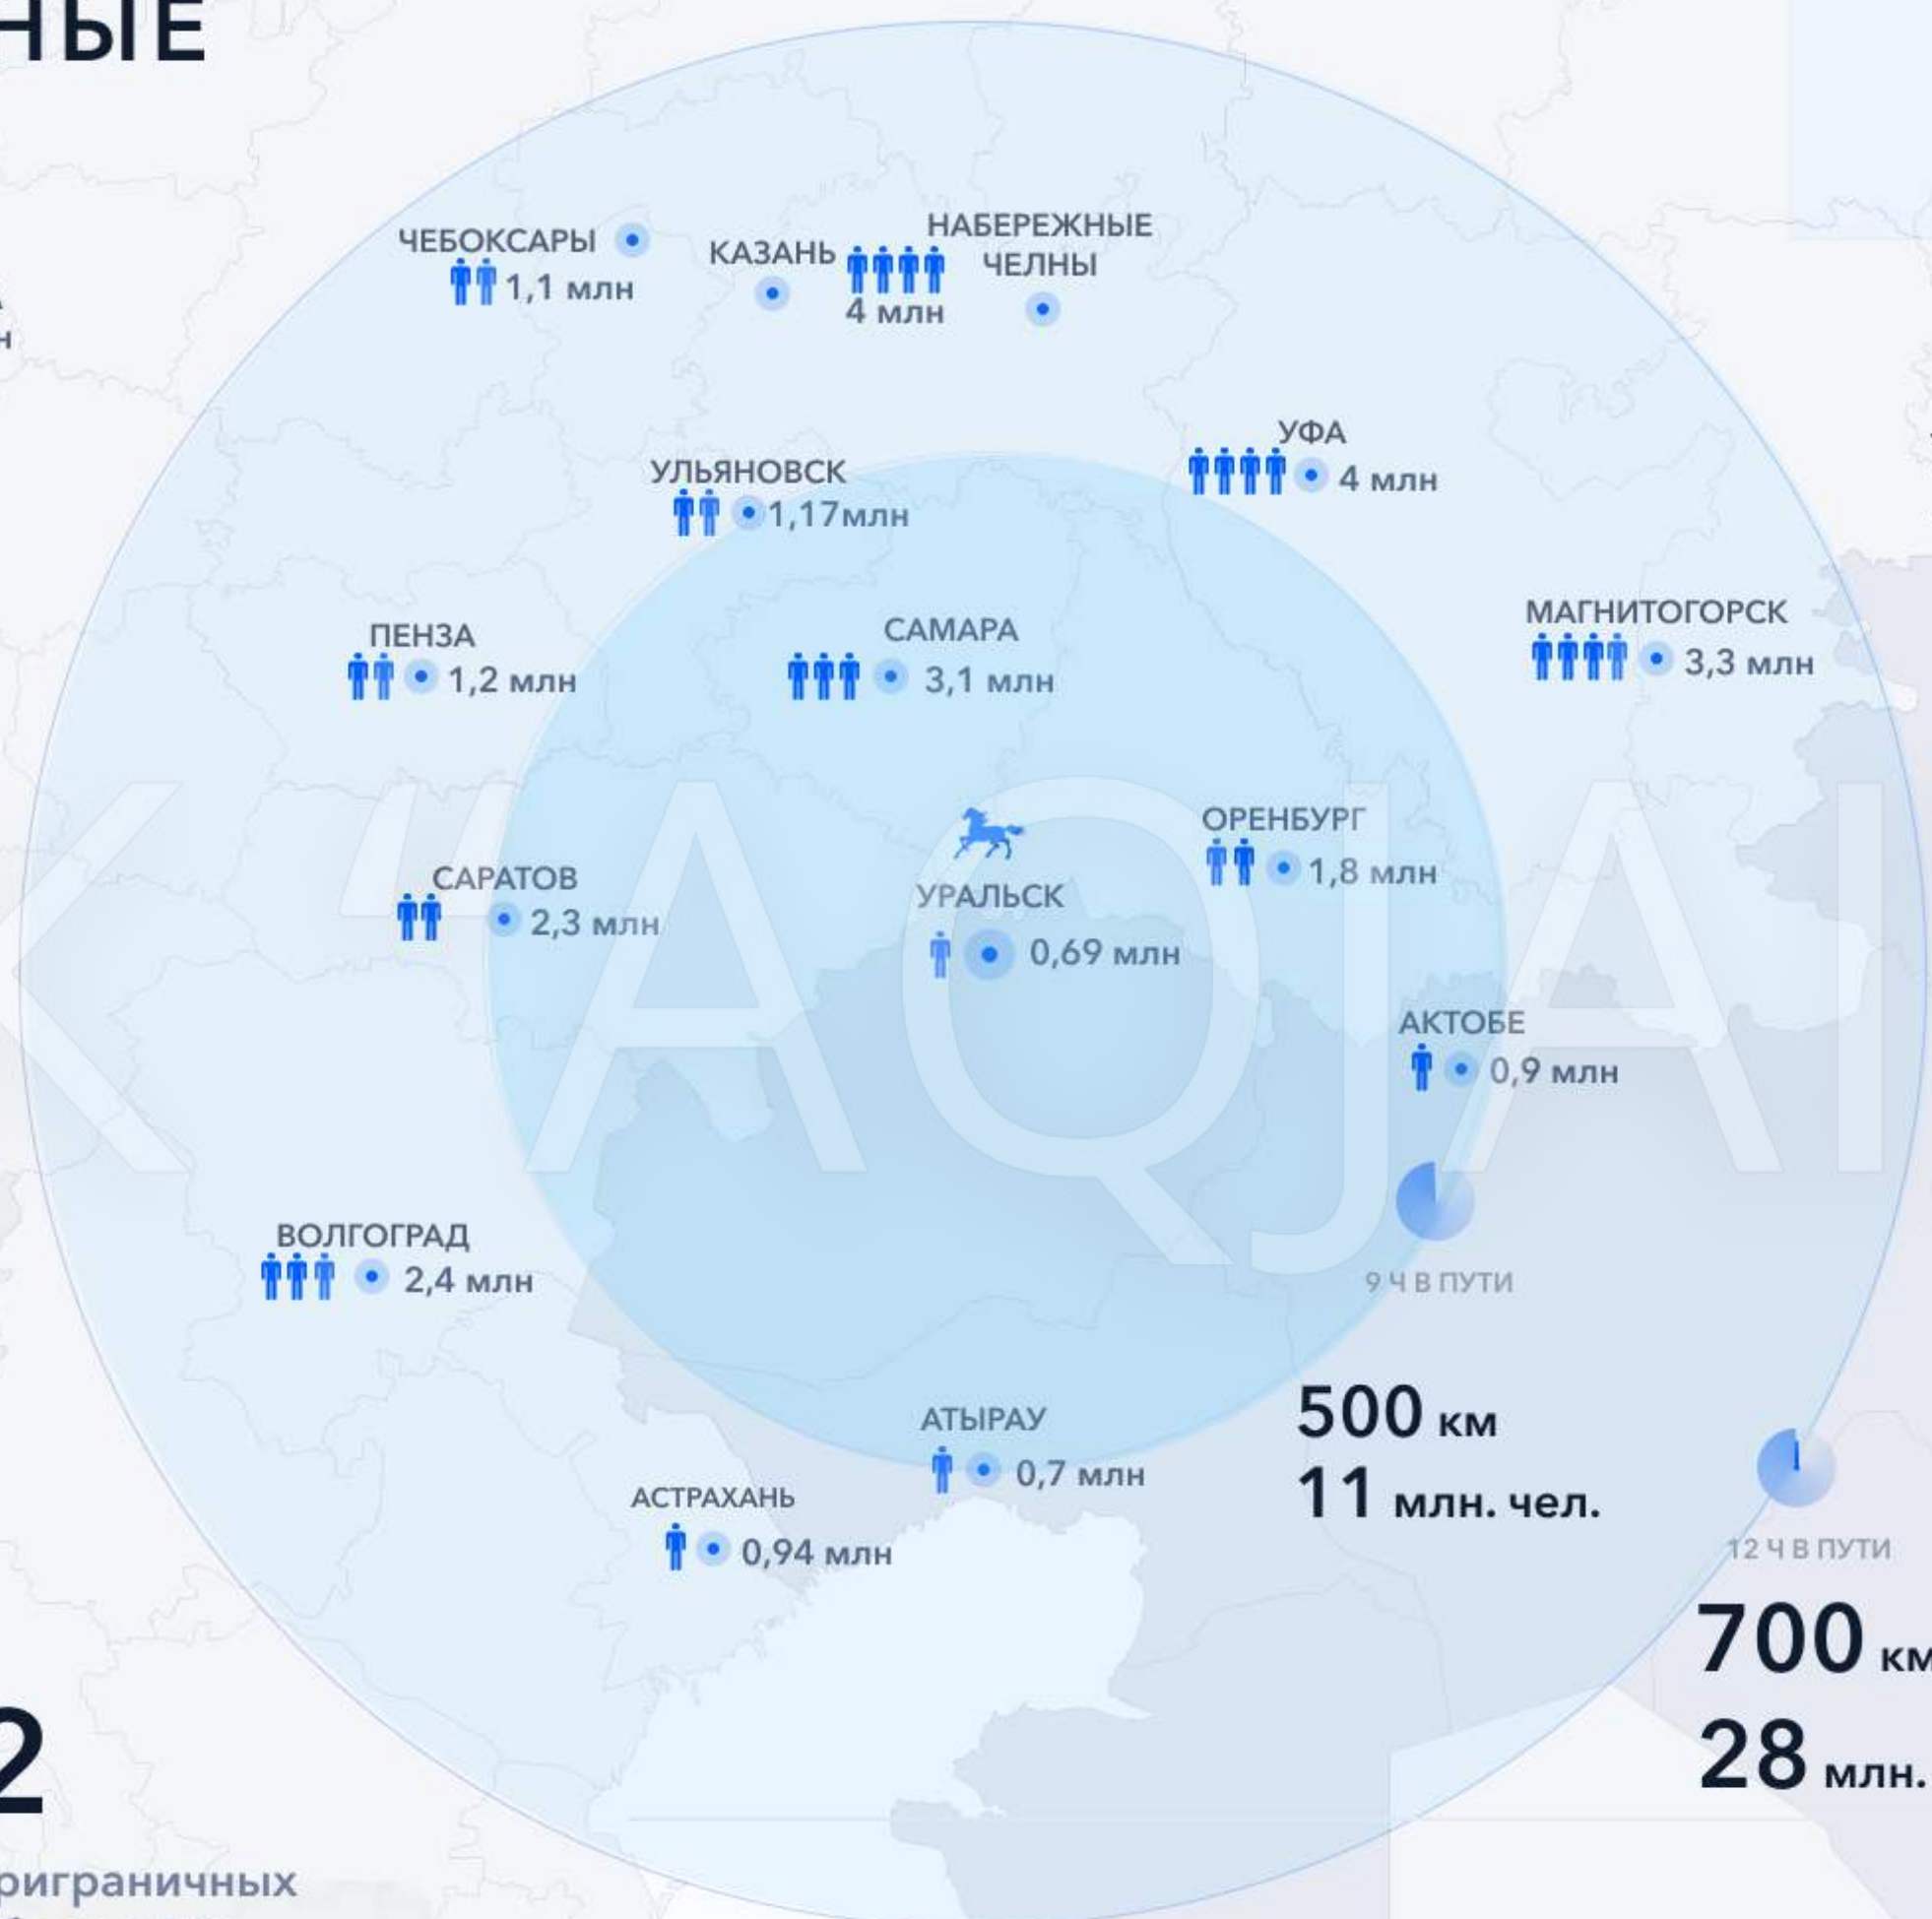 НЫЕ
ЧЕБОКСАРЫ
1,1 млн
КАЗАНЬ
4 млн
НАБЕРЕЖНЫЕ
ЧЕЛНЫ
УФА
4 млн
УЛЬЯНОВСК
1,17млн
ПЕНЗА
1,2 млн
САМАРА
3,1 млн
МАГНИТОГОРСК
3,3 млн
ОРЕНБУРГ
1,8 млн
САРАТОВ
2,3 млн
УРАЛЬСК
0,69 млн
K "AQJAI
АКТОБЕ
0,9 млн
ВОЛГОГРАД
2,4 млн
9 Ч В ПУТИ
АТЫРАУ
0,7 млн
500 км
11 млн. чел.
АСТРАХАНЬ
0,94 млн
12 Ч В ПУТИ
700 км
28 млн.
2
риграничных